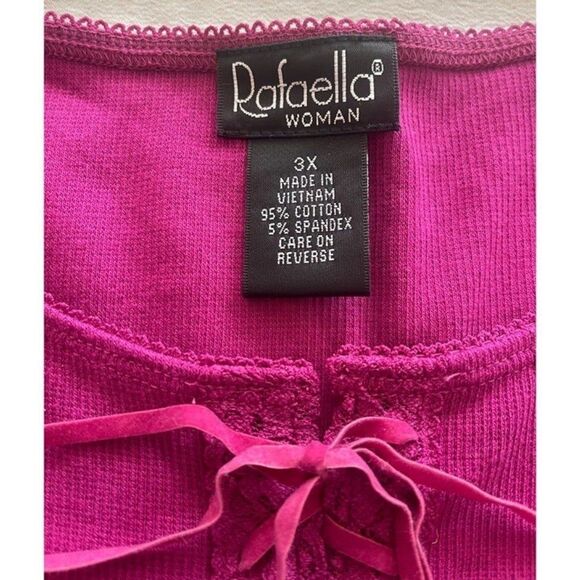 Rafaella®
WOMAN
3X
MADE IN
VIETNAM
95% COTTON
5% SPANDEX
CARE ON
REVERSE